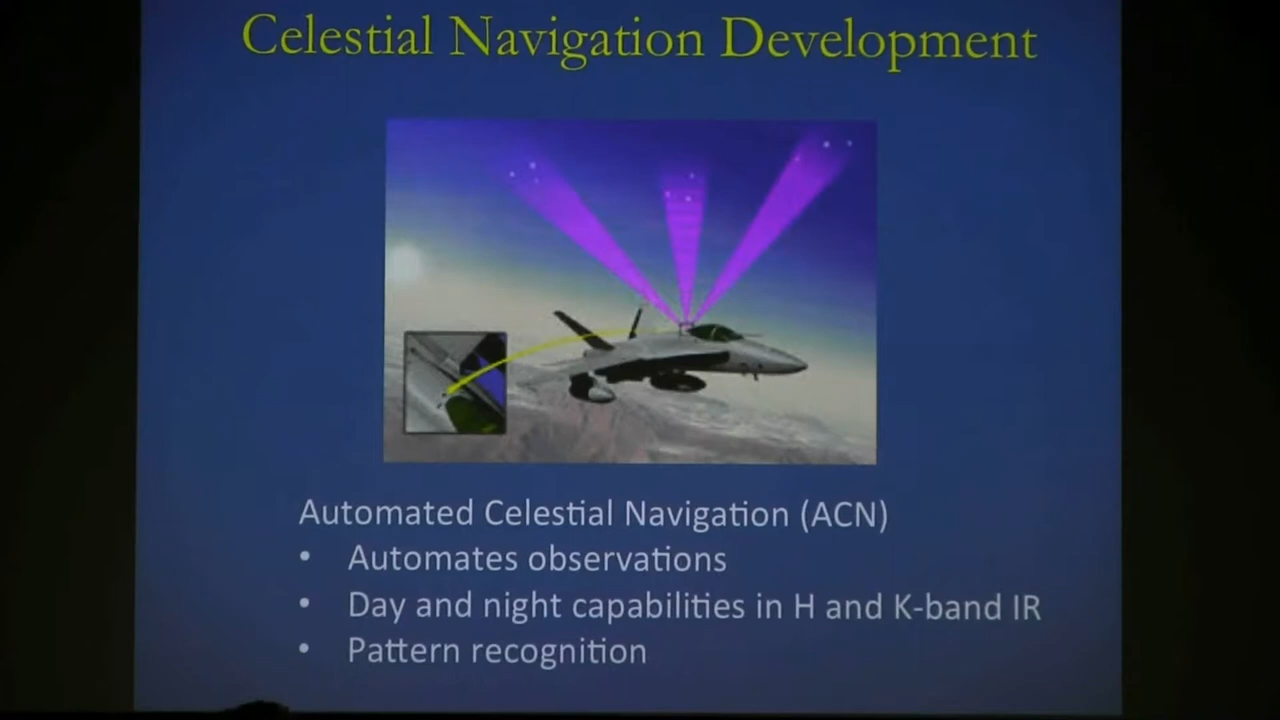 Celestial Navigation Development
Automated Celestial Navigation (ACN)
• Automates observations
• Day and night capabilities in H and K-band IR
• Pattern recognition